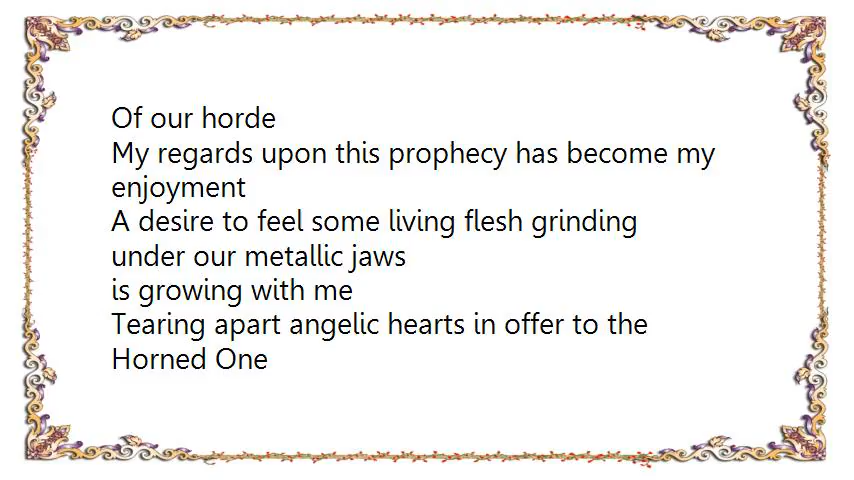 Of our horde
My regards upon this prophecy has become my
enjoyment
A desire to feel some living flesh grinding
under our metallic jaws
is growing with me
Tearing apart angelic hearts in offer to the
Horned One